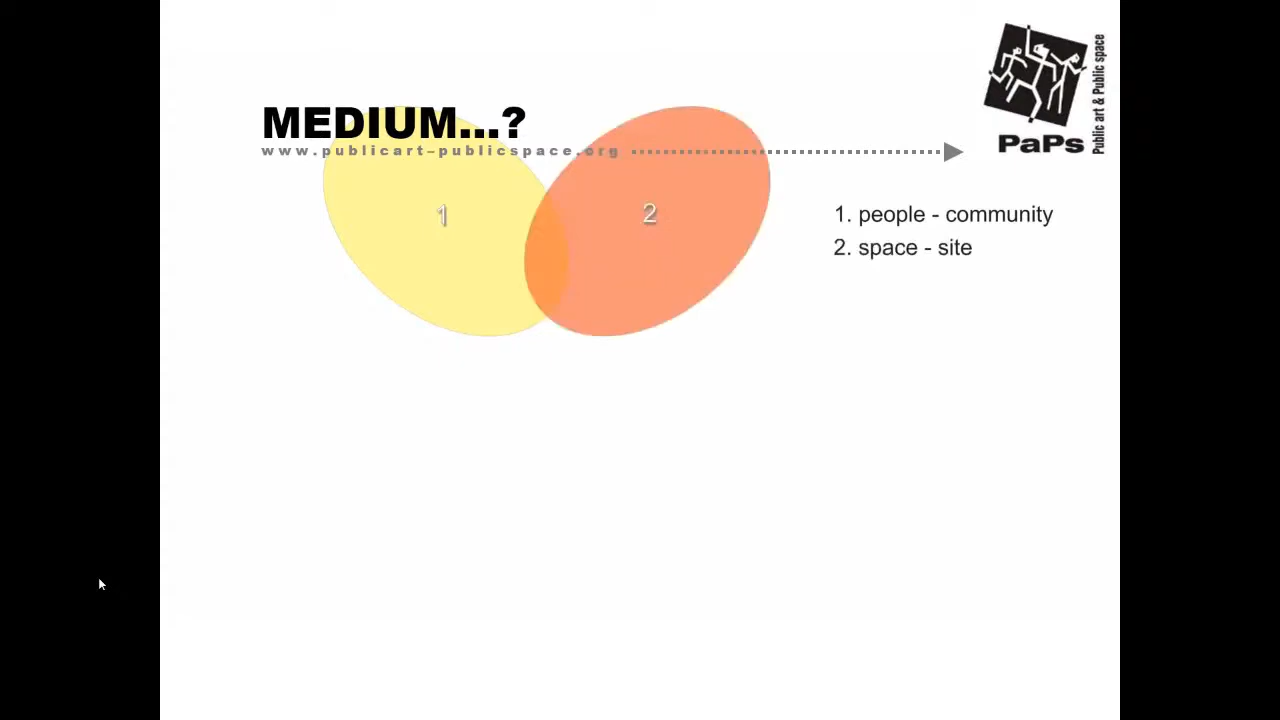 MEDIUM...?
www.publicart-publicspace.org
1
2
1. people - community
2. space - site
PaPs
Public art & Public space